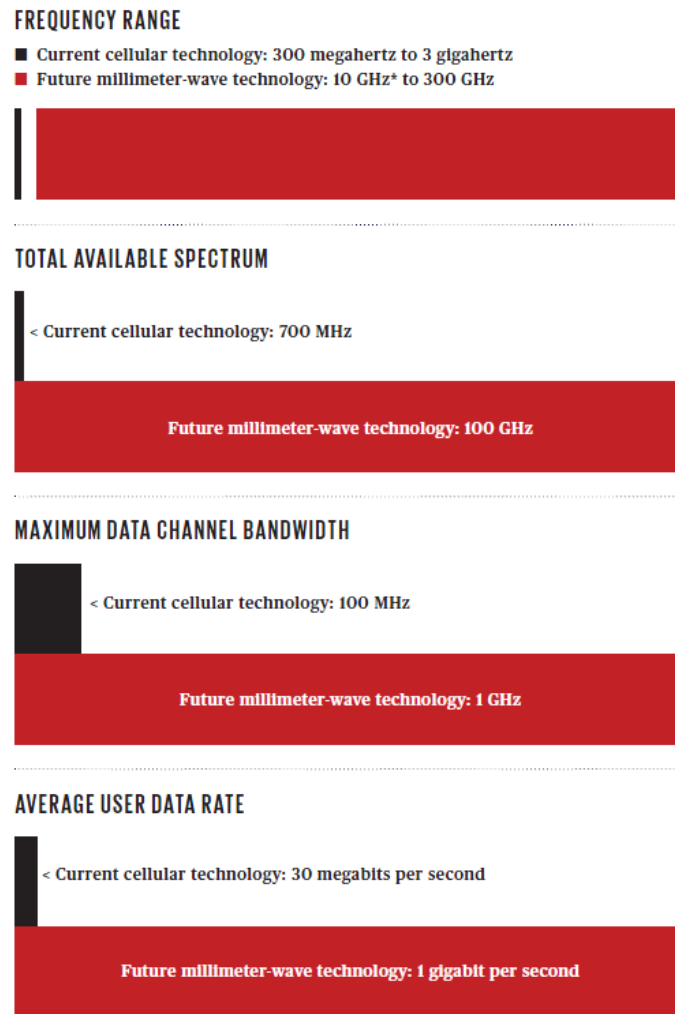 FREQUENCY RANGE
Current cellular technology: 300 megahertz to 3 gigahertz
Future millimeter-wave technology: 10 GHz* to 300 GHz
TOTAL AVAILABLE SPECTRUM
< Current cellular technology: 700 MHz
Future millimeter-wave technology: 100 GHz
MAXIMUM DATA CHANNEL BANDWIDTH
< Current cellular technology: 100 MHz
Future millimeter-wave technology: 1 GHz
AVERAGE USER DATA RATE
< Current cellular technology: 30 megabits per second
Future millimeter-wave technology: 1 gigabit per second